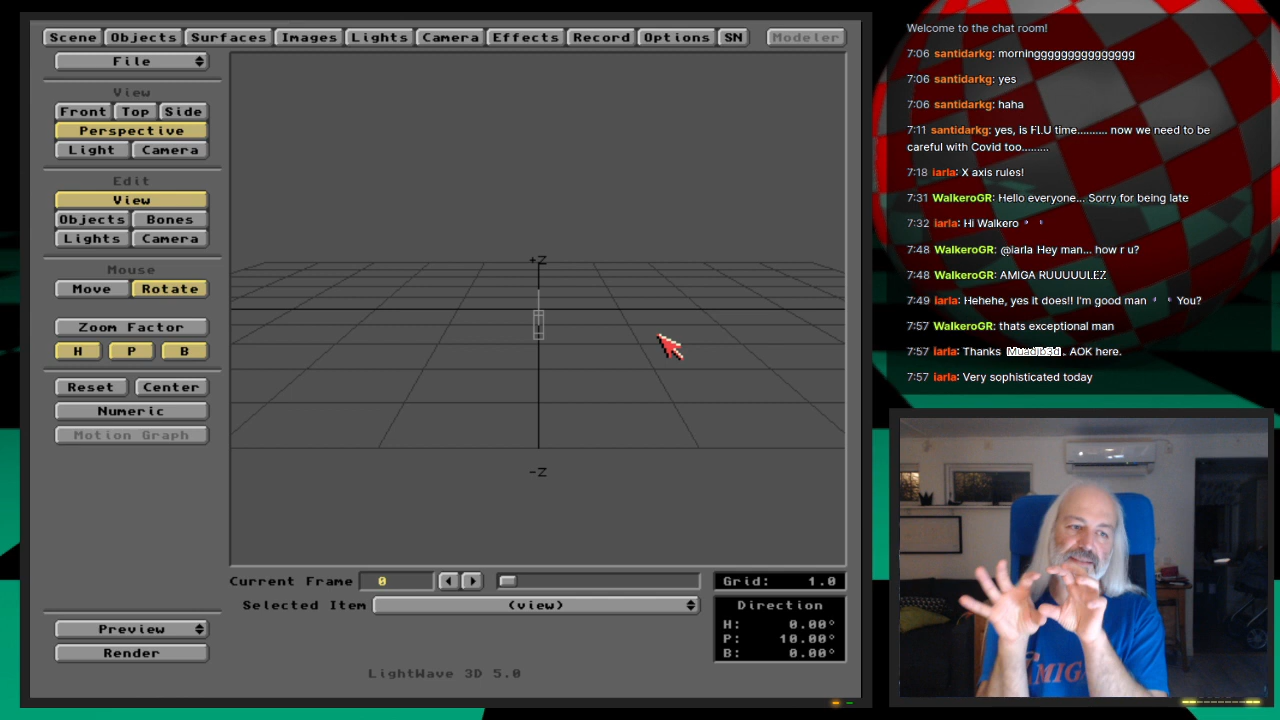 Scene Objects Surfaces Images Lights Camera Effects Record Options SN Modeler
File
View
Front Top Side
Perspective
Light Camera
Edit
View
Objects Bones
Lights Camera
Mouse
Move Rotate
Zoom Factor
H P B
Reset Center
Numeric
Motion Graph
+Z
-Z
Current Frame 0
Grid: 1.0
Selected Item (view)
Direction
H: 0.00°
P: 10.00°
B: 0.00°
Preview
Render
LightWave 3D 5.0
Welcome to the chat room!
7:06 santidarkg: morninggggggggggggggg
7:06 santidarkg: yes
7:06 santidarkg: haha
7:11 santidarkg: yes, is FLU time.......... now we need to be
careful with Covid too.........
7:18 iarla: X axis rules!
7:31 WalkeroGR: Hello everyone... Sorry for being late
7:32 iarla: Hi Walkero
7:48 WalkeroGR: @iarla Hey man... how r u?
7:48 WalkeroGR: AMIGA RUUUUULEZ
7:49 iarla: Hehehe, yes it does!! I'm good man You?
7:57 WalkeroGR: thats exceptional man
7:57 iarla: Thanks . AOK here.
7:57 iarla: Very sophisticated today